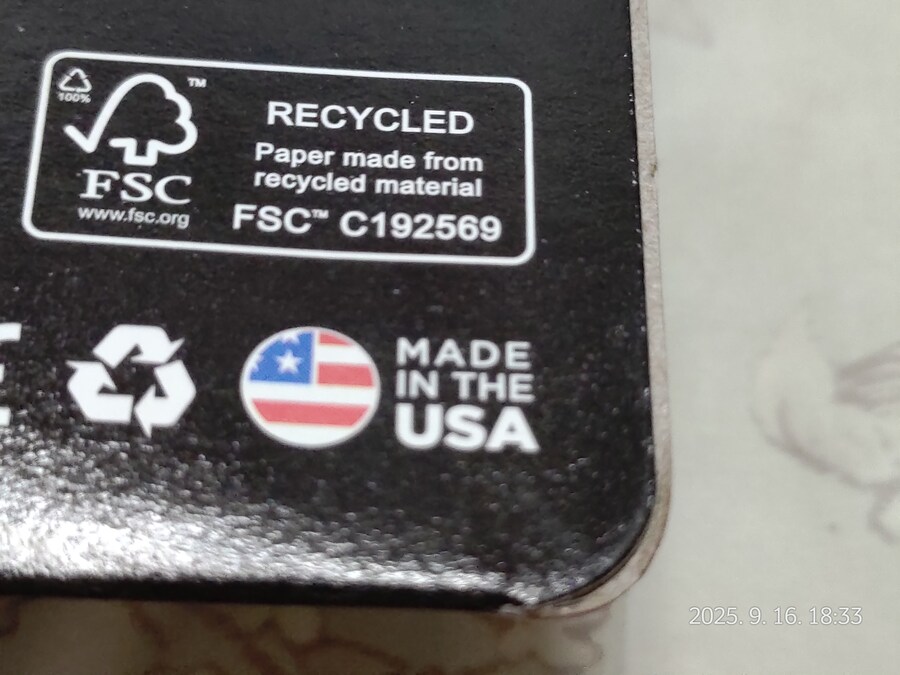 100%
TM
FSC
www.fsc.org
RECYCLED
Paper made from
recycled material
FSC™ C192569
MADE
IN THE
USA
2025. 9. 16. 18:33